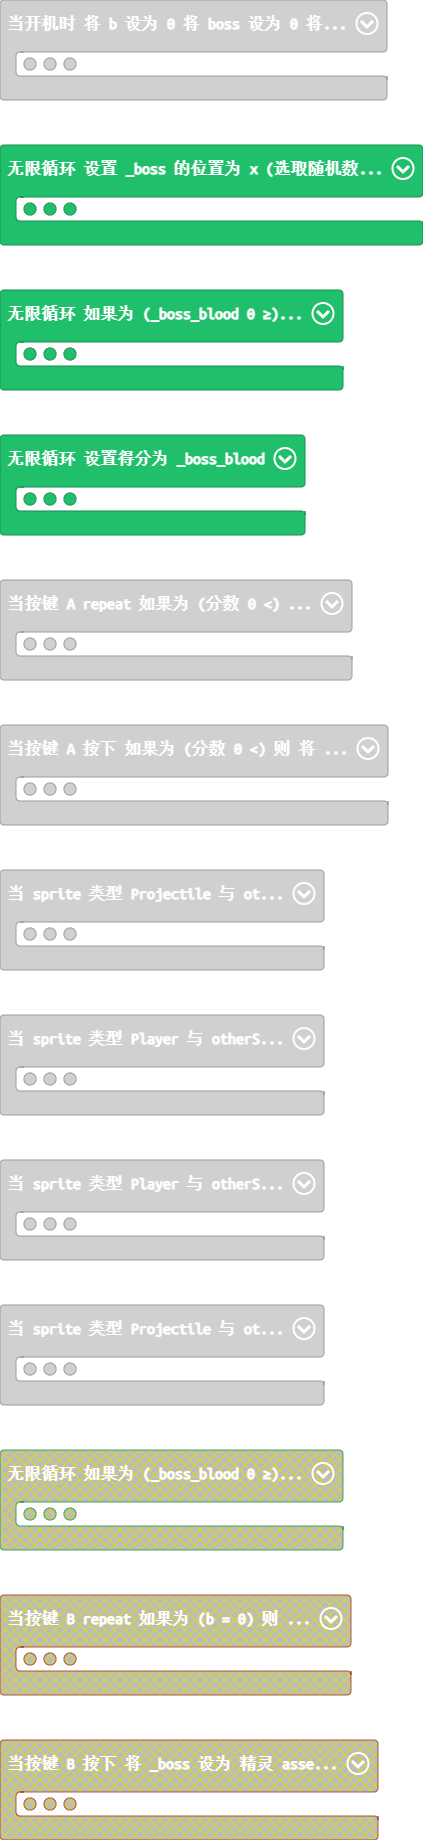 当开机时 将 b 设为 0 将 boss 设为 0 将...
无限循环 设置 _boss 的位置为 x (选取随机数...
无限循环 如果为 (_boss_blood 0 ≥)...
无限循环 设置得分为 _boss_blood
当按键 A repeat 如果为 (分数 0 <) ...
当按键 A 按下 如果为 (分数 0 <) 则 将 ...
当 sprite 类型 Projectile 与 ot...
当 sprite 类型 Player 与 otherS...
当 sprite 类型 Player 与 otherS...
当 sprite 类型 Projectile 与 ot...
无限循环 如果为 (_boss_blood 0 ≥)...
当按键 B repeat 如果为 (b = 0) 则 ...
当按键 B 按下 将 _boss 设为 精灵 asse...